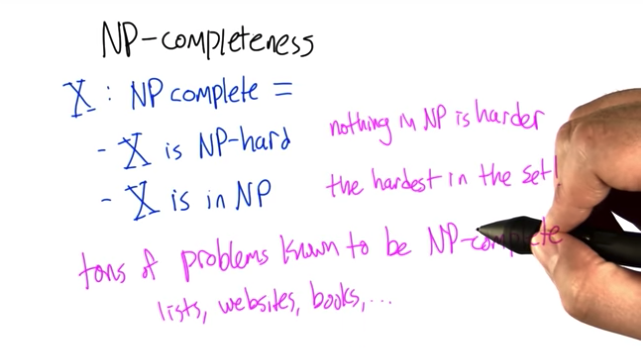 NP-completeness
X : NP complete =
- X is NP-hard
nothing in NP is harder
- X is in NP
the hardest in the set!
tons of problems known to be NP-complete
lists, websites, books,...